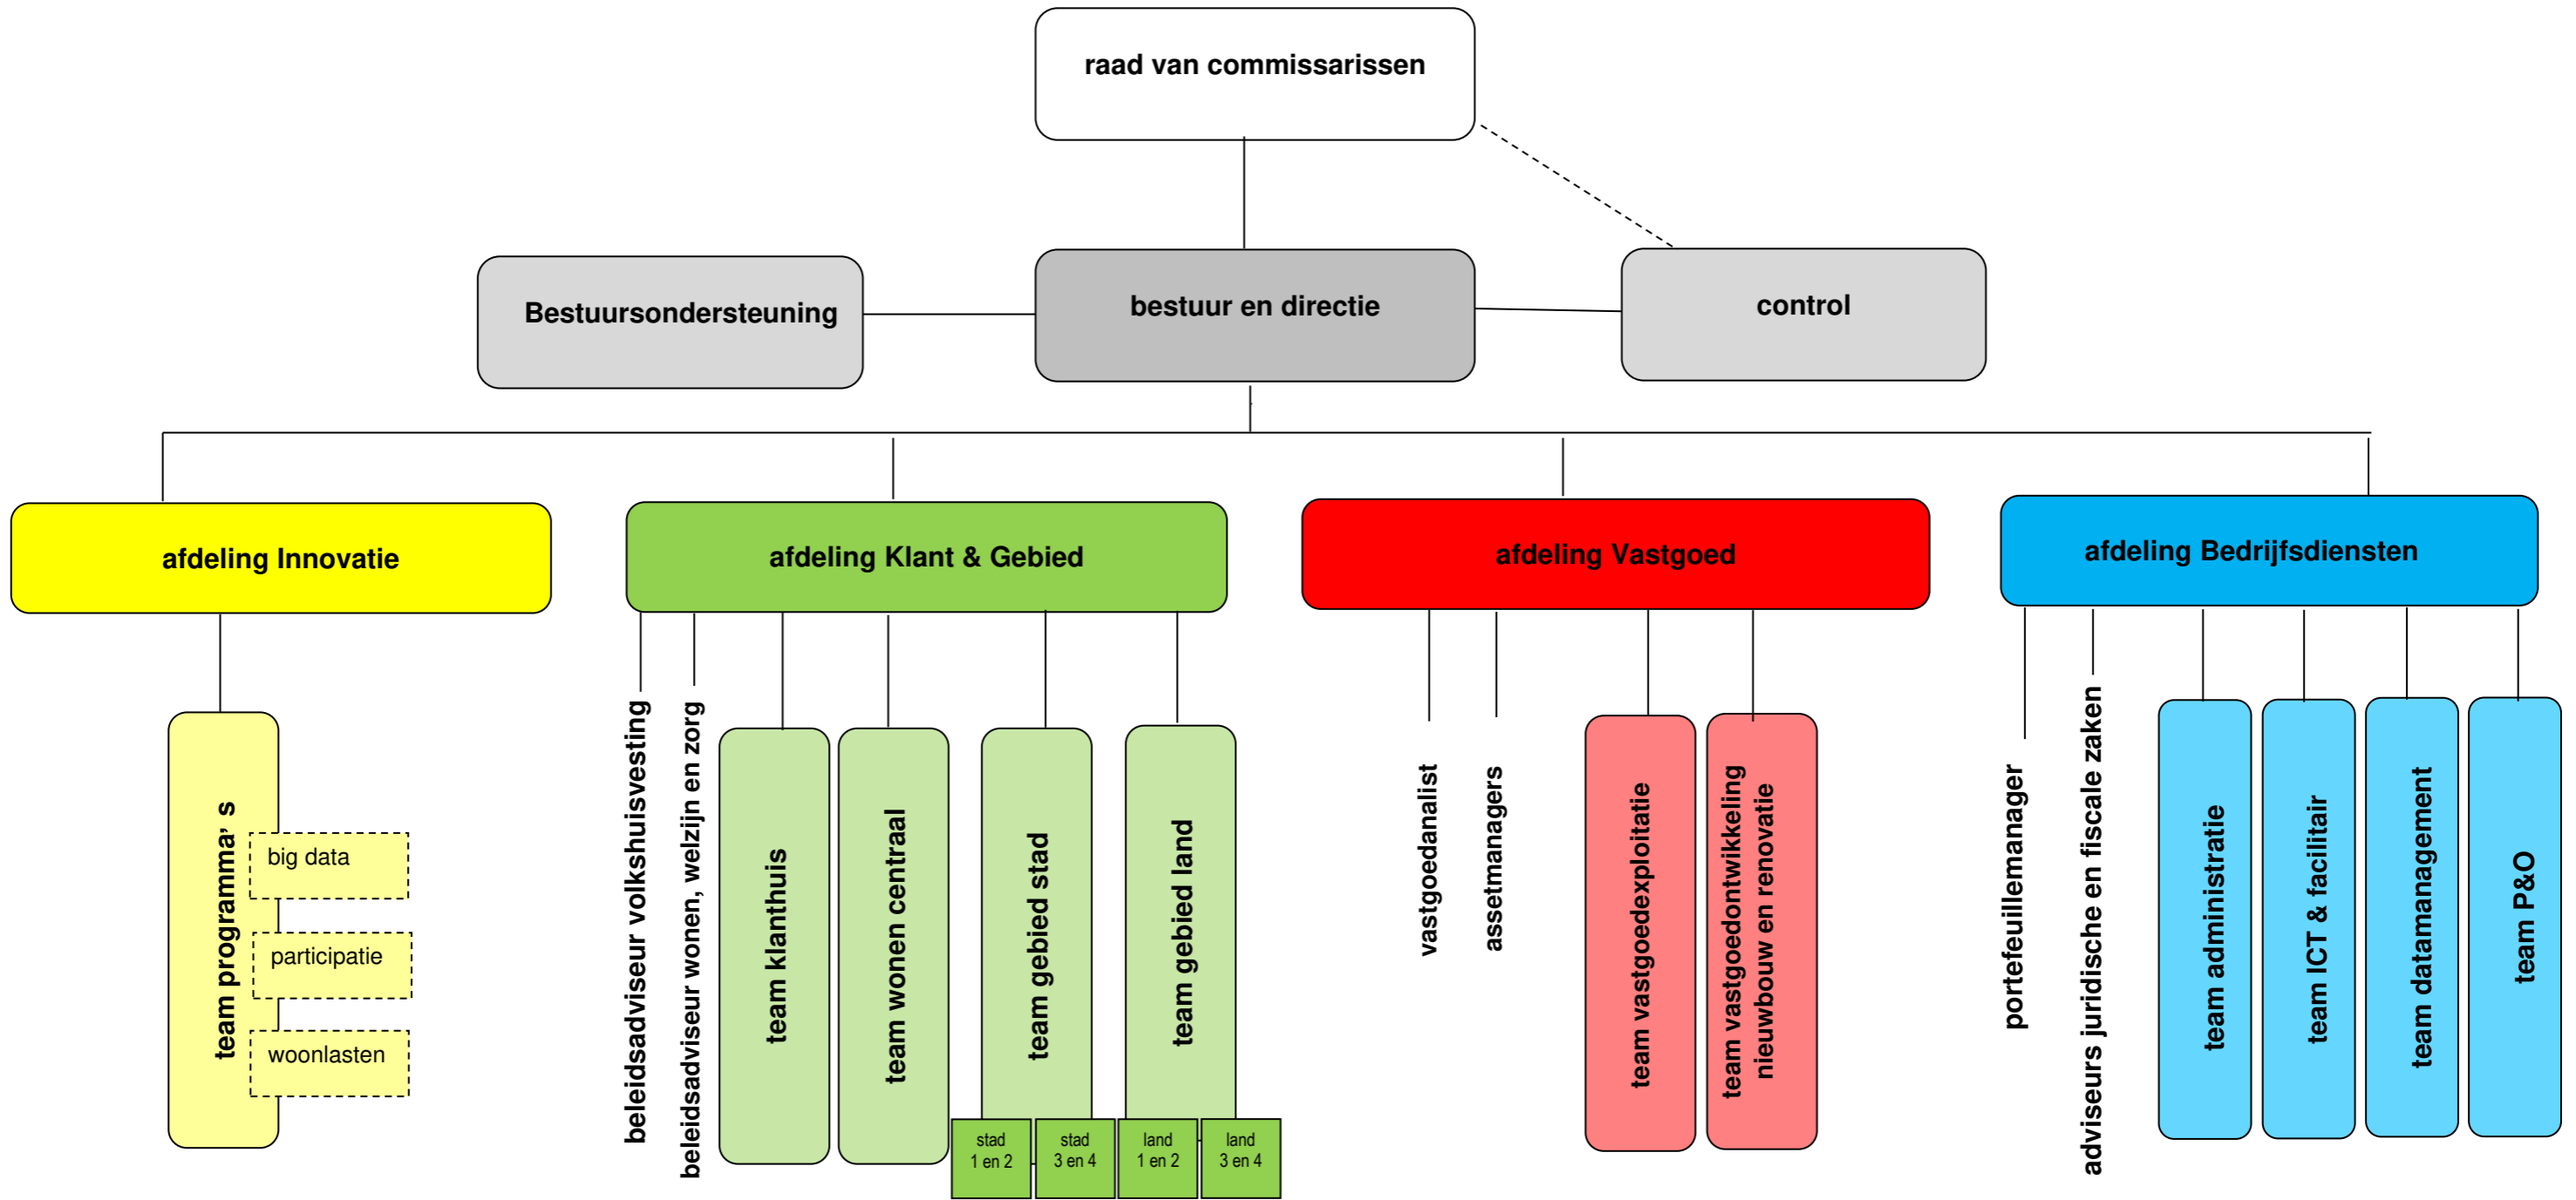 raad van commissarissen
Bestuursondersteuning
bestuur en directie
control
afdeling Innovatie
afdeling Klant & Gebied
afdeling Vastgoed
afdeling Bedrijfsdiensten
team programma' s
big data
participatie
woonlasten
beleidsadviseur volkshuisvesting
beleidsadviseur wonen, welzijn en zorg
team klanthuis
team wonen centraal
team gebied stad
team gebied land
stad
1 en 2
stad
3 en 4
land
1 en 2
land
3 en 4
vastgoedanalist
assetmanagers
team vastgoedexploitatie
team vastgoedontwikkeling
nieuwbouw en renovatie
portefeuillemanager
adviseurs juridische en fiscale zaken
team administratie
team ICT & facilitair
team datamanagement
team P&O